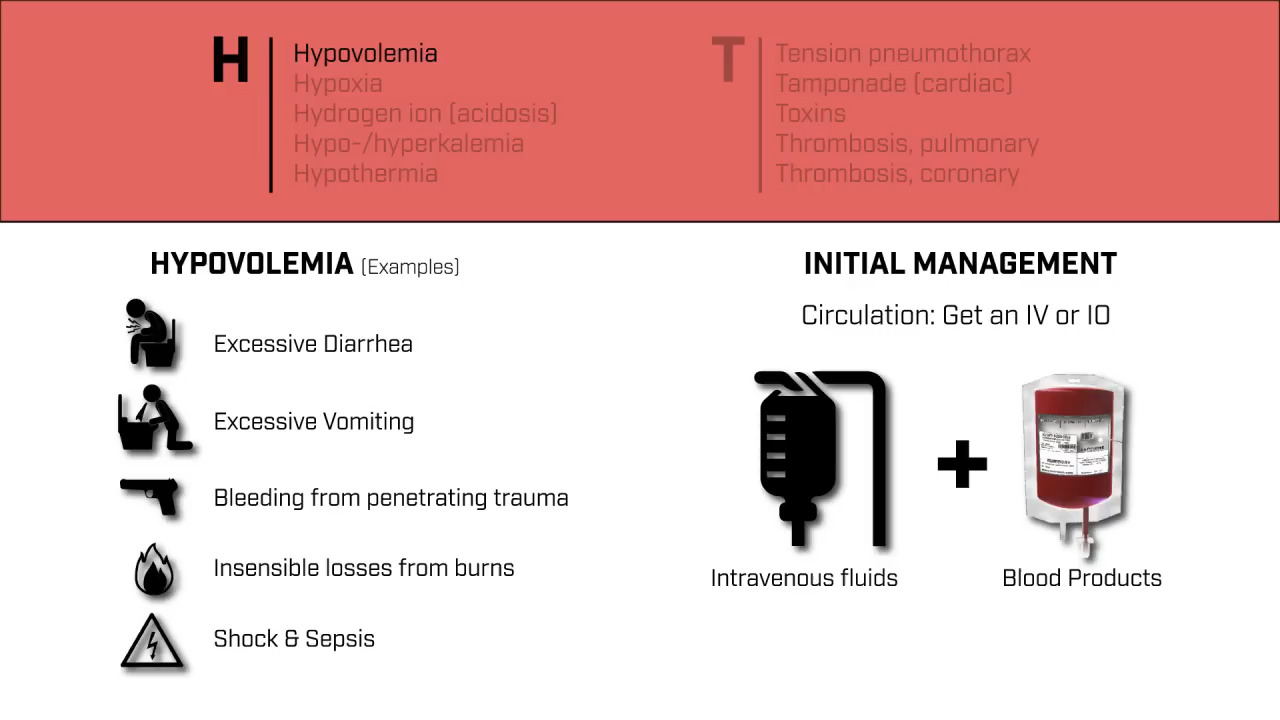 H
Hypovolemia
Hypoxia
Hydrogen ion (acidosis)
Hypo-/hyperkalemia
Hypothermia
T
Tension pneumothorax
Tamponade (cardiac)
Toxins
Thrombosis, pulmonary
Thrombosis, coronary
HYPOVOLEMIA (Examples)
Excessive Diarrhea
Excessive Vomiting
Bleeding from penetrating trauma
Insensible losses from burns
Shock & Sepsis
INITIAL MANAGEMENT
Circulation: Get an IV or IO
Intravenous fluids
+
Blood Products